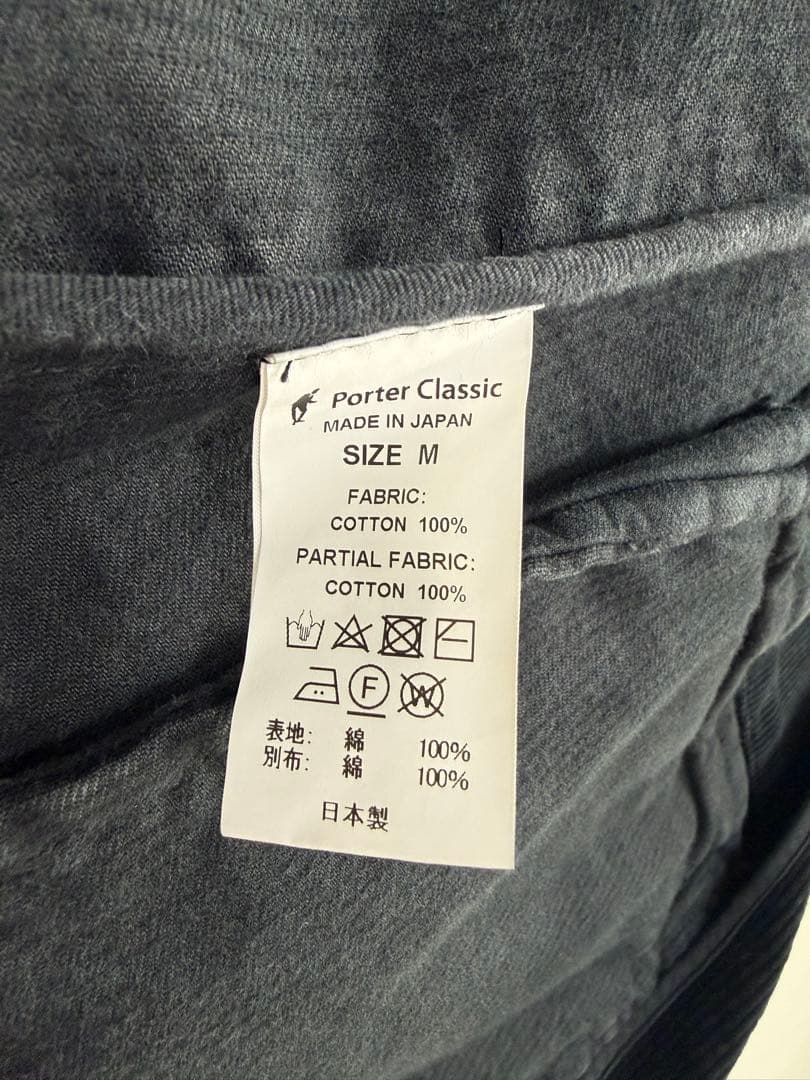 Porter Classic
MADE IN JAPAN
SIZE M
FABRIC:
COTTON 100%
PARTIAL FABRIC:
COTTON 100%
F W
表地: 綿 100%
別布: 綿 100%
日本製